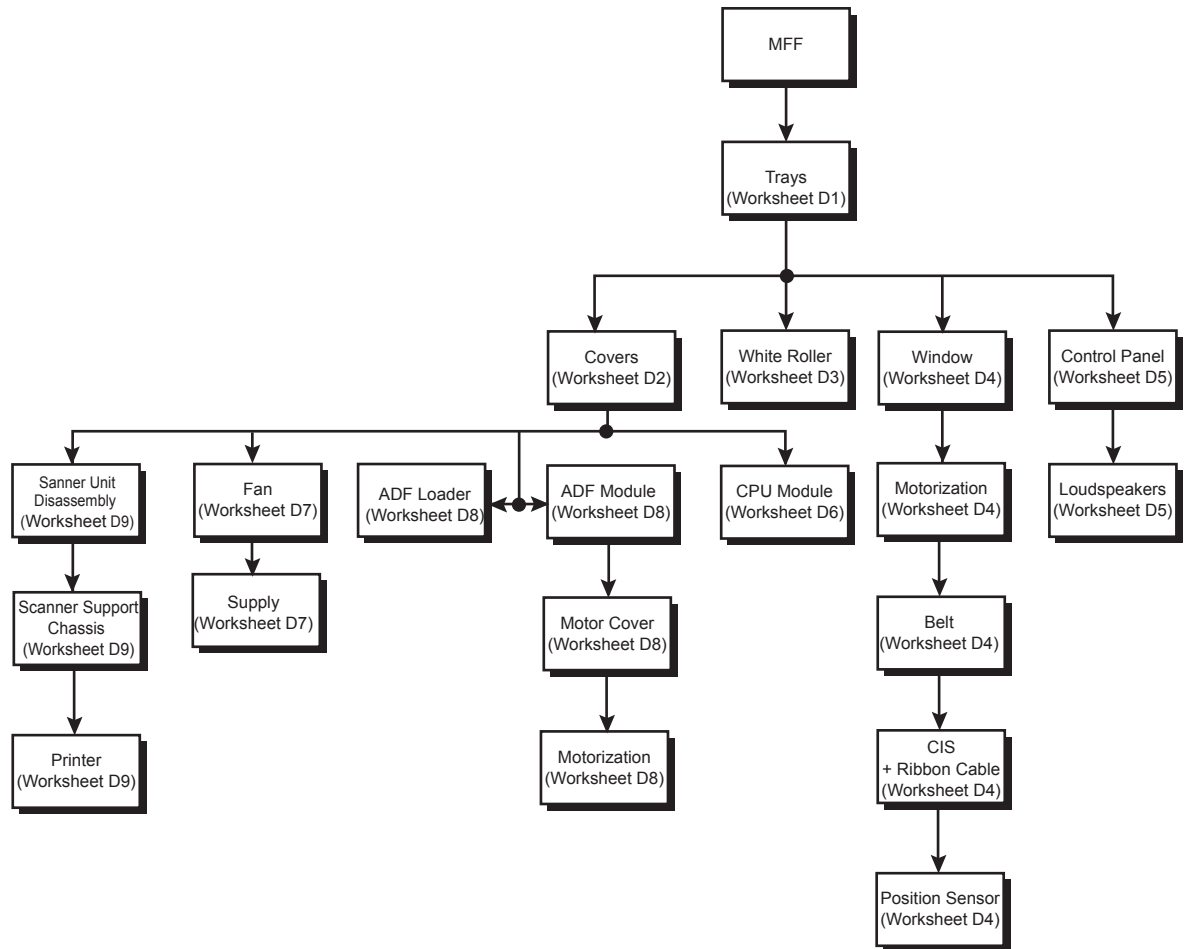 MFF
Trays
(Worksheet D1)
Covers
(Worksheet D2)
White Roller
(Worksheet D3)
Window
(Worksheet D4)
Control Panel
(Worksheet D5)
Sanner Unit
Disassembly
(Worksheet D9)
Fan
(Worksheet D7)
ADF Loader
(Worksheet D8)
ADF Module
(Worksheet D8)
CPU Module
(Worksheet D6)
Motorization
(Worksheet D4)
Loudspeakers
(Worksheet D5)
Scanner Support
Chassis
(Worksheet D9)
Supply
(Worksheet D7)
Motor Cover
(Worksheet D8)
Belt
(Worksheet D4)
Printer
(Worksheet D9)
Motorization
(Worksheet D8)
CIS
+ Ribbon Cable
(Worksheet D4)
Position Sensor
(Worksheet D4)